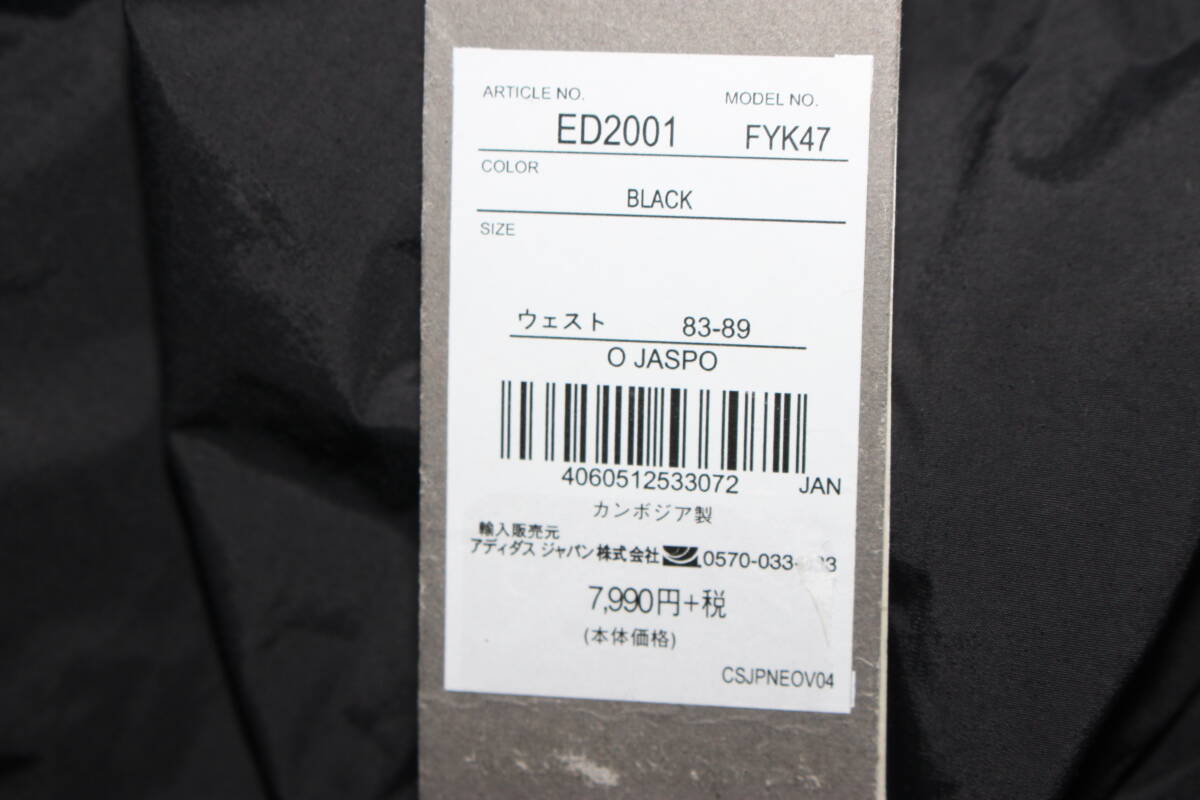 ARTICLE NO. MODEL NO.
ED2001 FYK47
COLOR
BLACK
SIZE
ウェスト 83-89
O JASPO
4060512533072 JAN
カンボジア製
輸入販売元
アディダス ジャパン株式会社 0570-033-
7,990円+税
(本体価格)
CSJPNEOV04